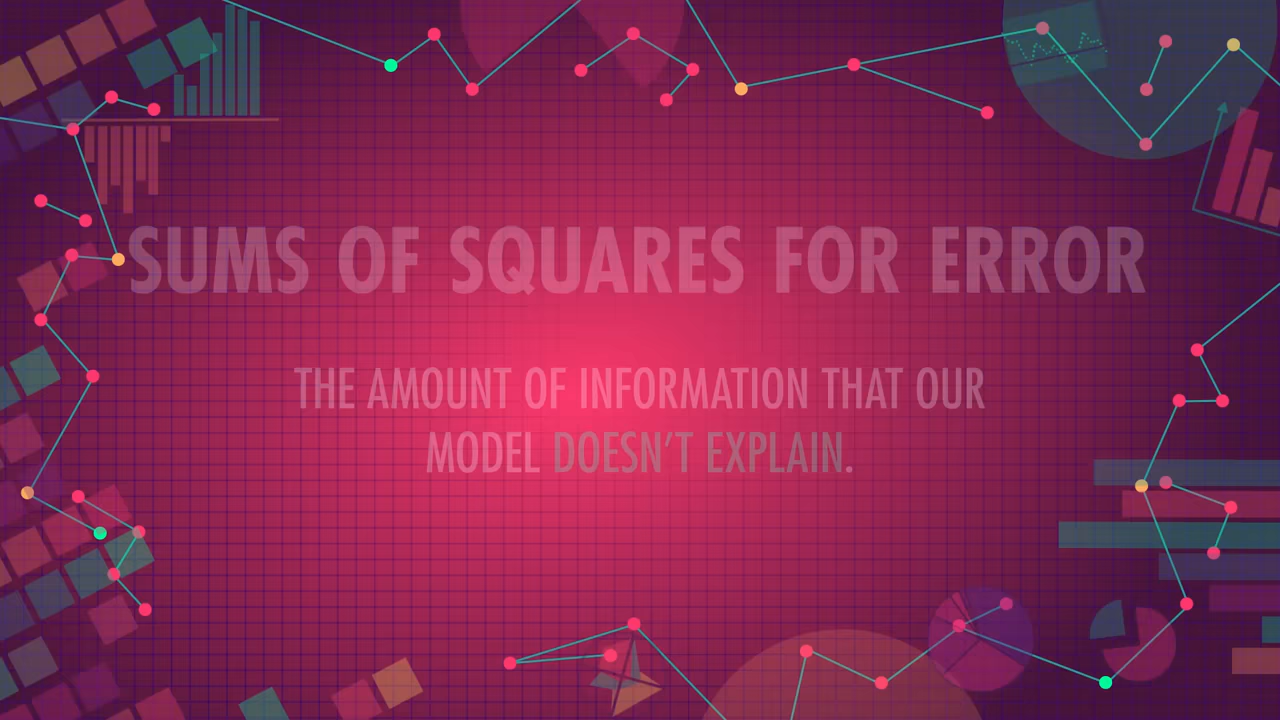 SUMS OF SQUARES FOR ERROR
THE AMOUNT OF INFORMATION THAT OUR
MODEL DOESN'T EXPLAIN.